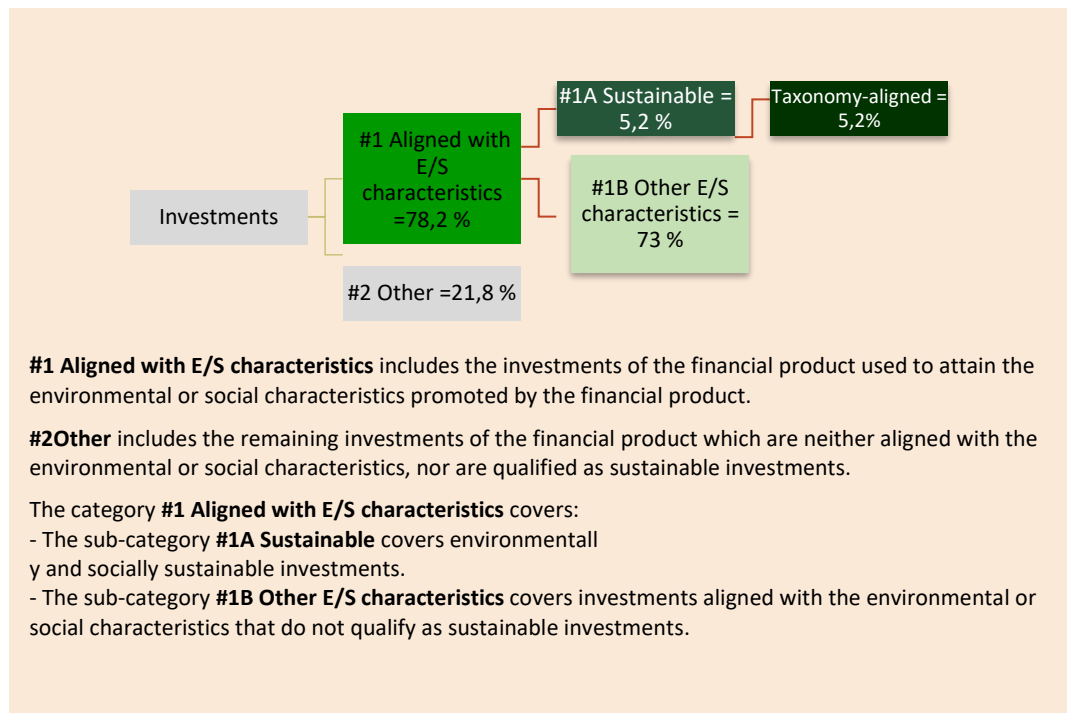 #1A Sustainable =
5,2 %
Taxonomy-aligned =
5,2%
#1 Aligned with
E/S
characteristics
=78,2 %
#1B Other E/S
characteristics =
73 %
Investments
#2 Other =21,8 %
#1 Aligned with E/S characteristics includes the investments of the financial product used to attain the
environmental or social characteristics promoted by the financial product.
#2Other includes the remaining investments of the financial product which are neither aligned with the
environmental or social characteristics, nor are qualified as sustainable investments.
The category #1 Aligned with E/S characteristics covers:
- The sub-category #1A Sustainable covers environmentall
y and socially sustainable investments.
- The sub-category #1B Other E/S characteristics covers investments aligned with the environmental or
social characteristics that do not qualify as sustainable investments.